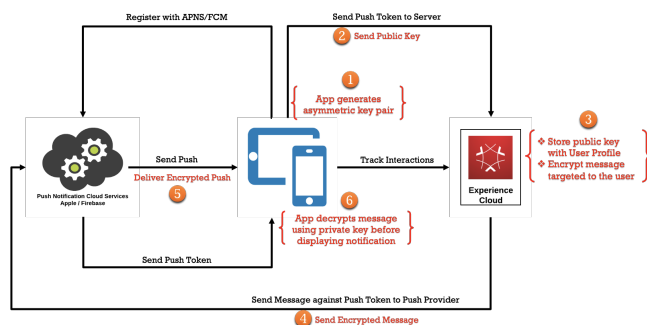 Register with APNS/FCM
Send Push Token to Server
2 Send Public Key
1
App generates
asymmetric key pair
3
❖ Store public key
with User Profile
❖ Encrypt message
targeted to the user
Send Push
Deliver Encrypted Push
5
Track Interactions
Push Notification Cloud Services
Apple / Firebase
Experience
Cloud
6
App decrypts message
using private key before
displaying notification
Send Push Token
Send Message against Push Token to Push Provider
4 Send Encrypted Message